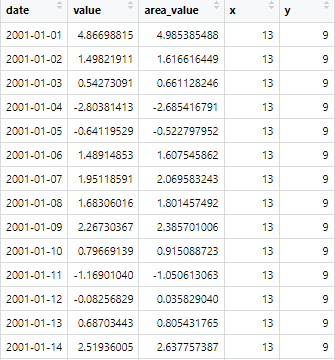 date value area_value x y
2001-01-01 4.86698815 4.985385488 13 9
2001-01-02 1.49821911 1.616616449 13 9
2001-01-03 0.54273091 0.661128246 13 9
2001-01-04 -2.80381413 -2.685416791 13 9
2001-01-05 -0.64119529 -0.522797952 13 9
2001-01-06 1.48914853 1.607545862 13 9
2001-01-07 1.95118591 2.069583243 13 9
2001-01-08 1.68306016 1.801457492 13 9
2001-01-09 2.26730367 2.385701006 13 9
2001-01-10 0.79669139 0.915088723 13 9
2001-01-11 -1.16901040 -1.050613063 13 9
2001-01-12 -0.08256829 0.035829040 13 9
2001-01-13 0.68703443 0.805431765 13 9
2001-01-14 2.51936005 2.637757387 13 9